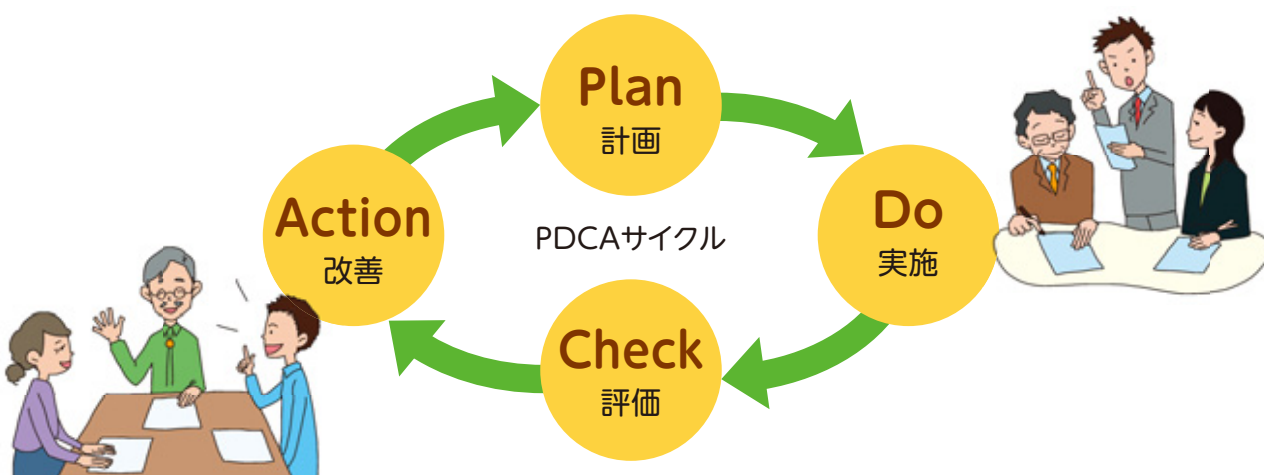 Plan
計画
Do
実施
Check
評価
Action
改善
PDCAサイクル